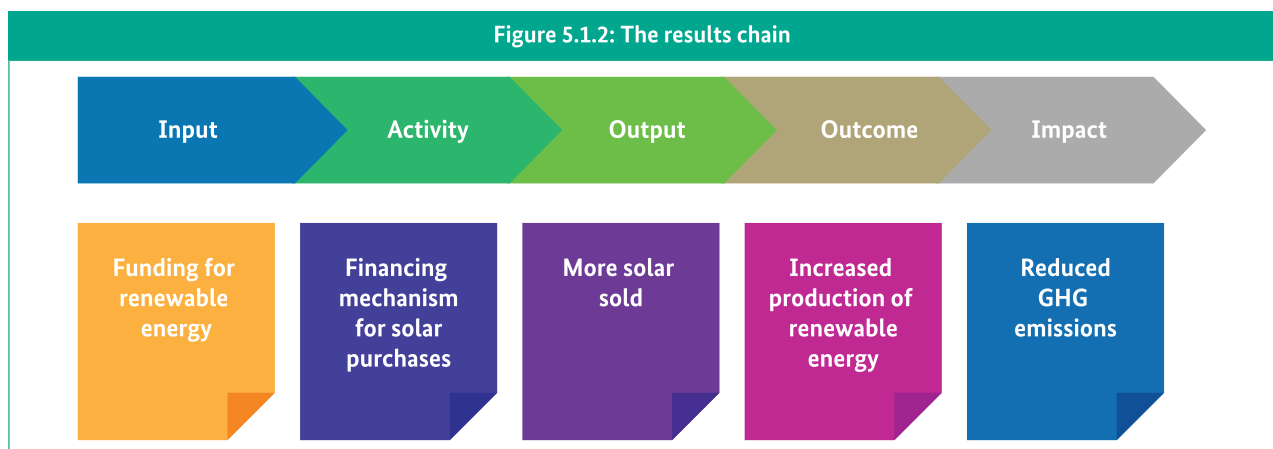 Figure 5.1.2: The results chain
Input
Activity
Output
Outcome
Impact
Funding for
renewable
energy
Financing
mechanism
for solar
purchases
More solar
sold
Increased
production of
renewable
energy
Reduced
GHG
emissions